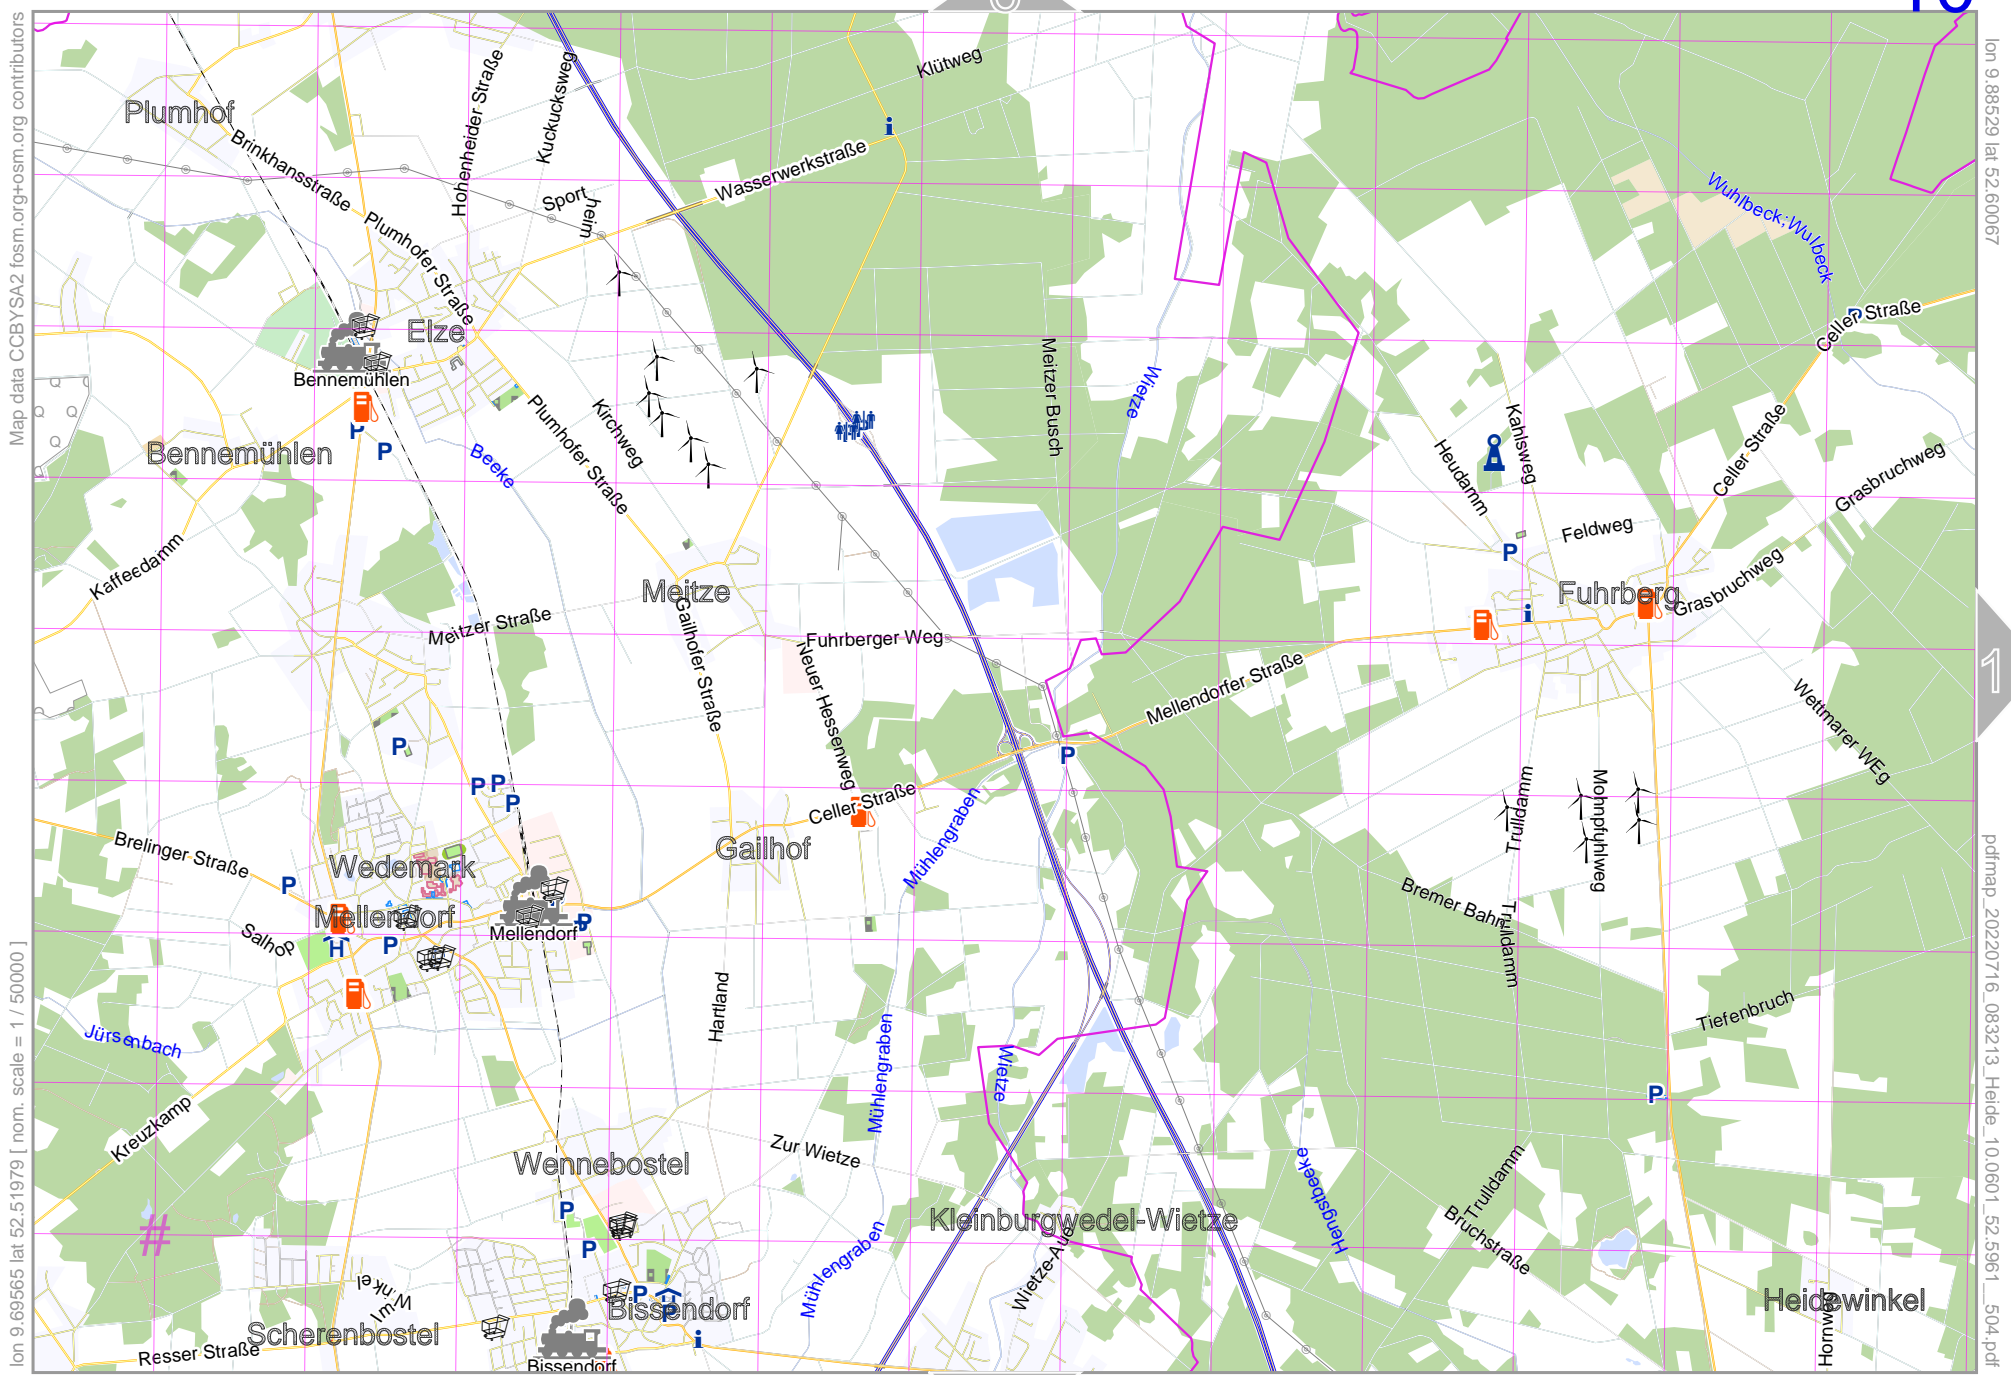 Map data CCBYSA2 fosm.org+osm.org contributors
lon 9.88529 lat 52.60067
Klütweg
Hohenheider Straße
Kuckucksweg
Plumhof
Brinkhansstraße
Wasserwerkstraße
Sport
heim
Wuhlbeck;Wulbeck
Plumhofer Straße
Elze
Bennemühlen
Celler Straße
Meitzer Busch
Wietze
Kirchweg
Plumhofer Straße
Beeke
Bennemühlen
Kahlsweg
Heudamm
Celler Straße
Grasbruchweg
Feldweg
Kaffeedamm
Meitze
Fuhrberg
Grasbruchweg
Meitzer Straße
Gailhofer Straße
Fuhrberger Weg
Neuer Hessenweg
Mellendorfer Straße
1
Wettmarer WEg
P
P
P
P
P
P
P
P
Celler Straße
Mühlengraben
Gailhof
Trulldamm
Mohnpfuhlweg
Brelinger Straße
Wedemark
P
Mellendorf
Salhop
H
P
P
Mellendorf
Bremer Bahn
Trulldamm
Hartland
Tiefenbruch
Jürsenbach
Mühlengraben
Wietze
P
Kreuzkamp
Zur Wietze
Wennebostel
Trulldamm
Hengstbeeke
P
#
Kleinburgwedel-Wietze
Bruchstraße
P
Mühlengraben
Wietze-Aue
Im Winkel
P
P
Bissendorf
Heidewinkel
Scherenbostel
Resser Straße
Bissendorf
Hornweg
lon 9.69565 lat 52.51979 [ nom. scale = 1 / 50000 ]
pdfmap_20220716_083213_Heide_10.0601_52.5961__504.pdf